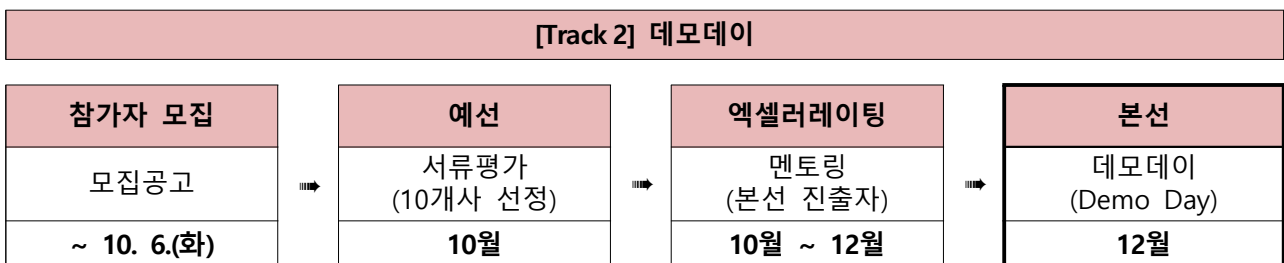 [Track 2] 데모데이
참가자 모집
모집공고
~ 10. 6.(화)
➠
예선
서류평가
(10개사 선정)
10월
➠
엑셀러레이팅
멘토링
(본선 진출자)
10월 ~ 12월
➠
본선
데모데이
(Demo Day)
12월